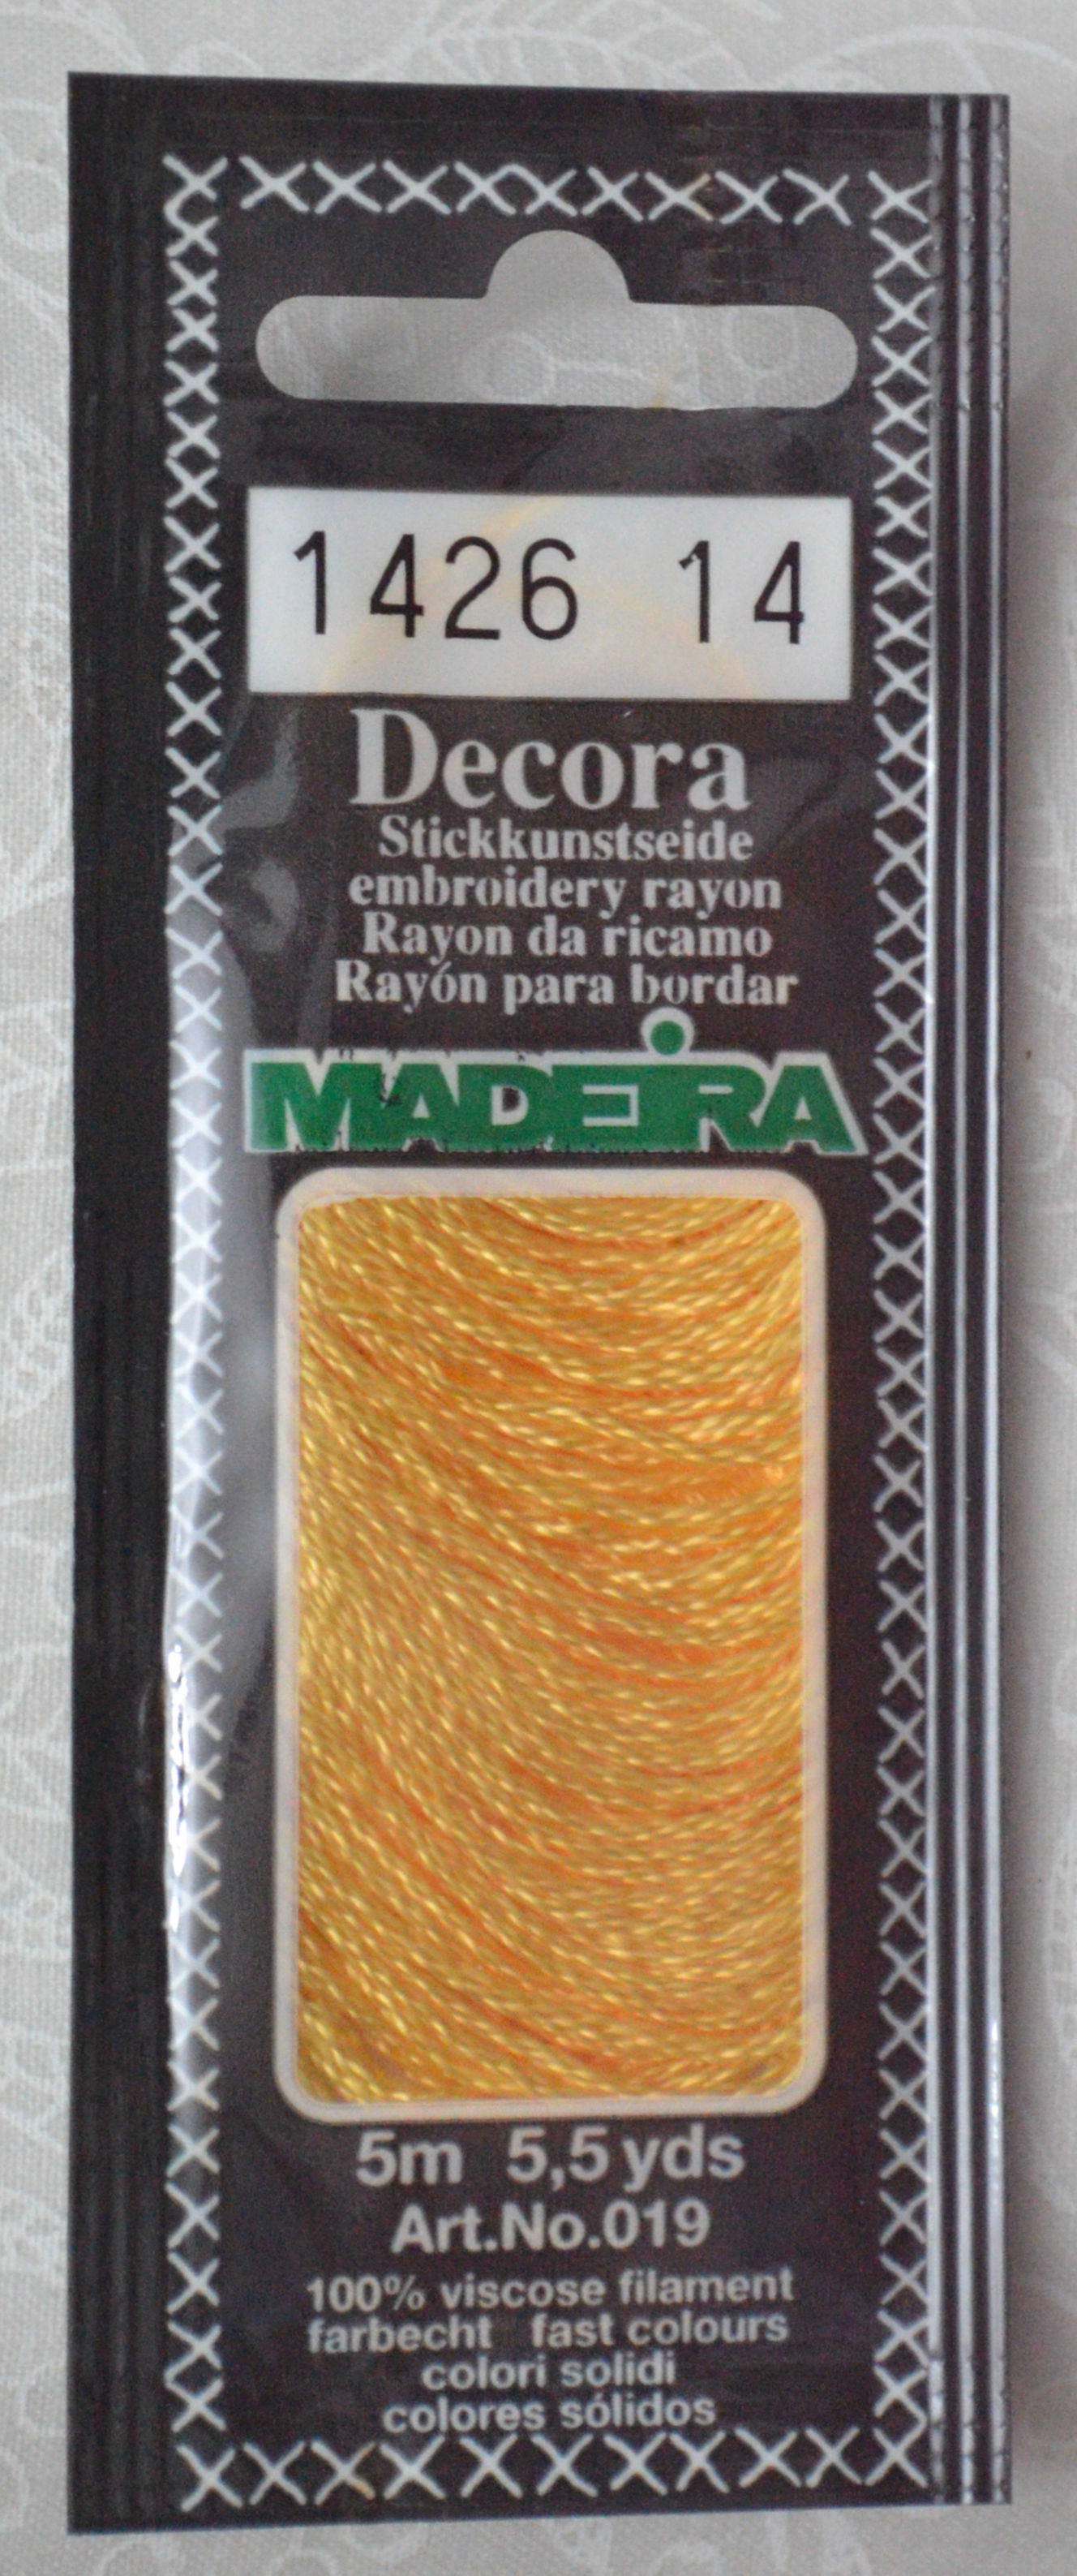 1426 14
Decora
Stickkunstseide
embroidery rayon
Rayon da ricamo
Rayón para bordar
MADEIRA
5m 5,5 yds
Art.No.019
100% viscose filament
farbecht fast colours
colori solidi
colores sólidos